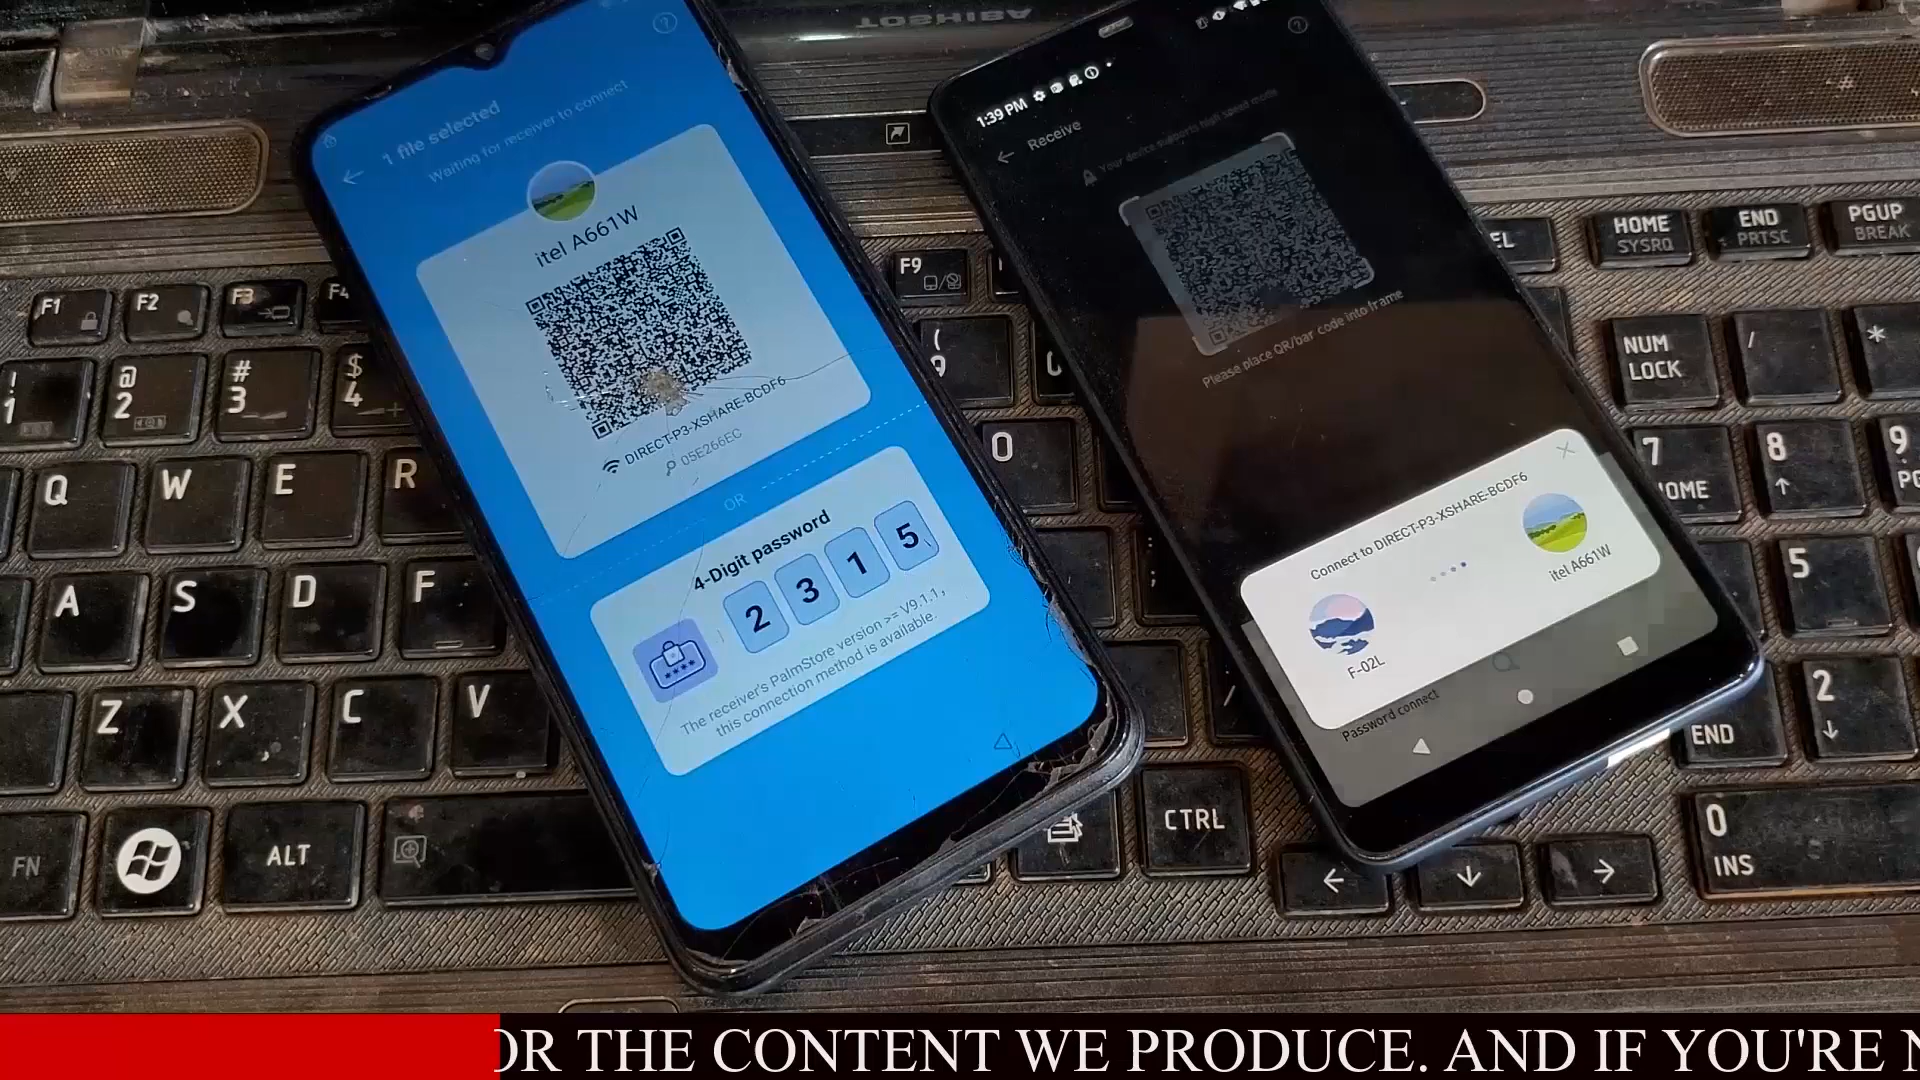 TOSHIBA
1 file selected
Waiting for receiver to connect
itel A661W
DIRECT-P3-XSHARE-BCDF6
05E266EC
OR
4-Digit password
2 3 1 5
The receiver's PalmStore version >= V9.1.1,
this connection method is available.
1:39 PM
Receive
Your device supports high speed mode
Please place QR/bar code into frame
Connect to DIRECT-P3-XSHARE-BCDF6
itel A661W
F-02L
Password connect
F1 F2 F3 F4 F9
HOME SYSRQ
END PRTSC
PGUP BREAK
! 1 @ 2 # 3 $ 4 ( 9
NUM LOCK / *
Q W E R O
7 8 9
A S D F
5
Z X C V
END 2
FN ALT CTRL
0 INS
OR THE CONTENT WE PRODUCE. AND IF YOU'RE